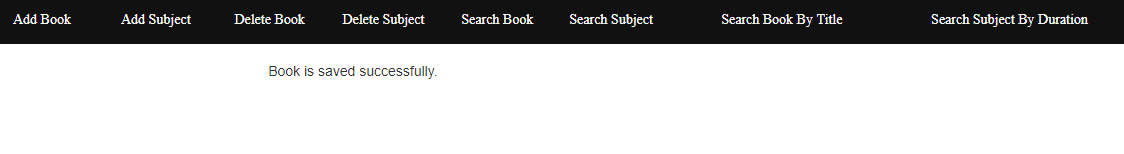 Add Book Add Subject Delete Book Delete Subject Search Book Search Subject Search Book By Title Search Subject By Duration
Book is saved successfully.